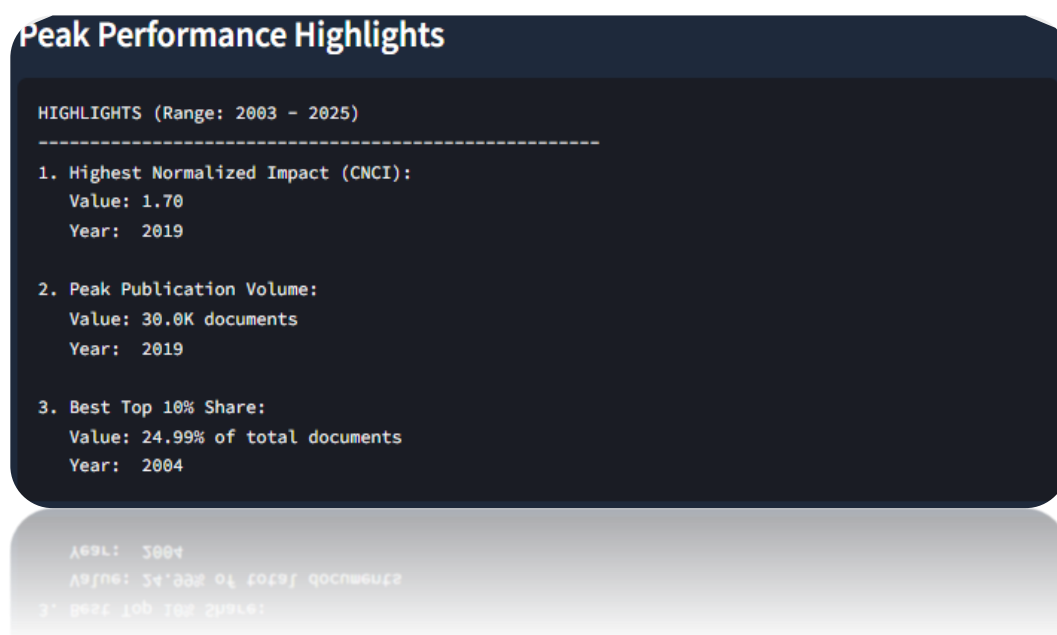 Peak Performance Highlights
HIGHLIGHTS (Range: 2003 – 2025)
------------------------------------------------------
1. Highest Normalized Impact (CNCI):
Value: 1.70
Year: 2019
2. Peak Publication Volume:
Value: 30.0K documents
Year: 2019
3. Best Top 10% Share:
Value: 24.99% of total documents
Year: 2004